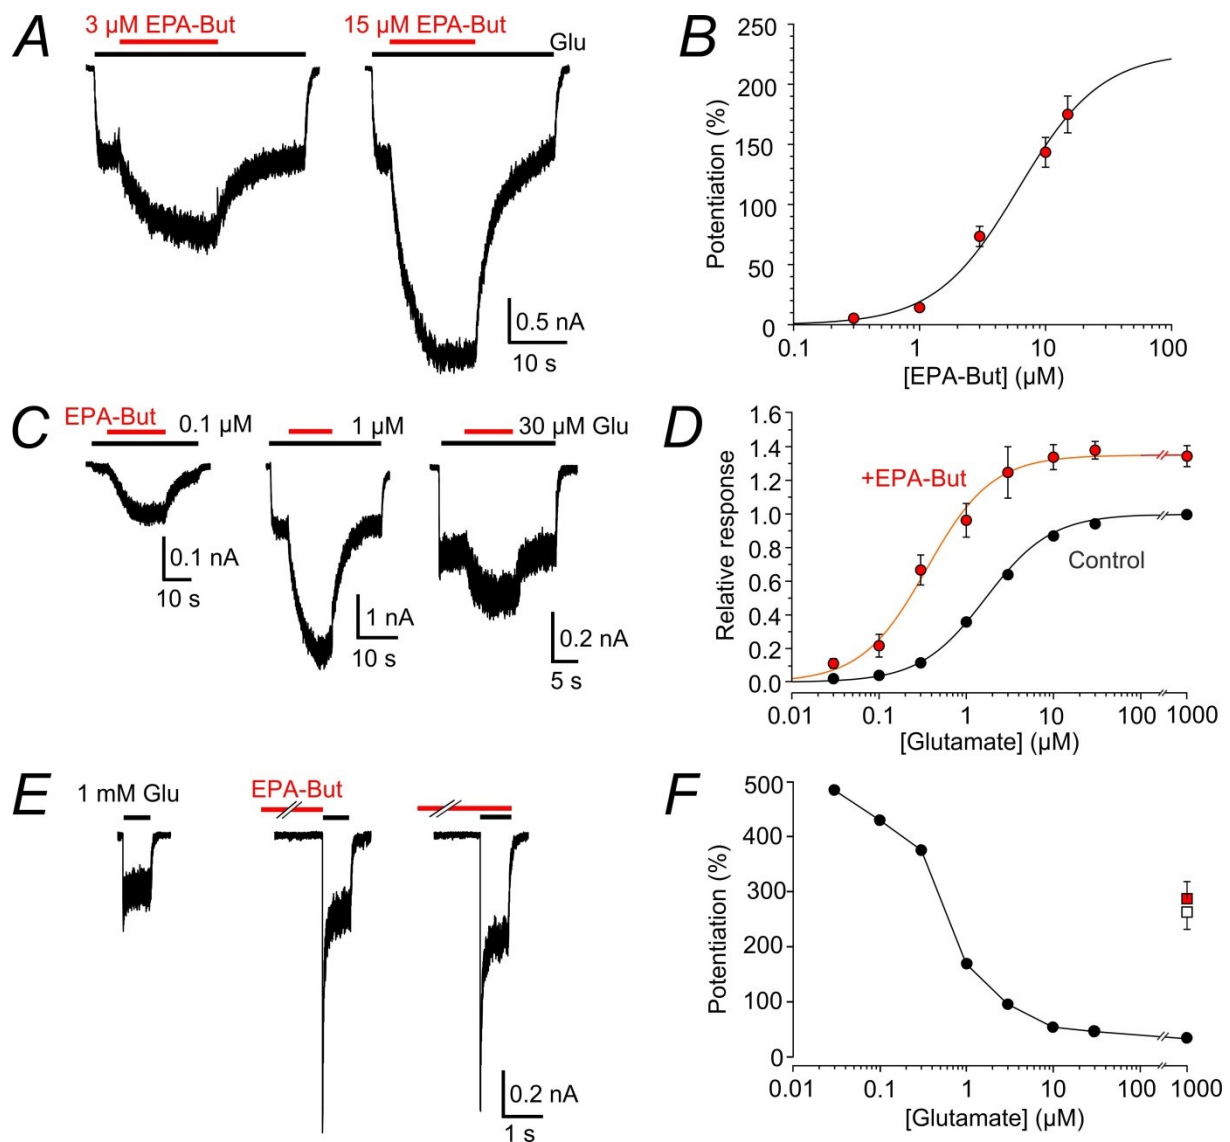 A
3 µM EPA-But
15 µM EPA-But
Glu
0.5 nA
10 s
B
Potentiation (%)
250
200
150
100
50
0
0.1
1
10
100
[EPA-But] (µM)
C
EPA-But
0.1 µM
1 µM
30 µM Glu
0.1 nA
10 s
1 nA
10 s
0.2 nA
5 s
D
Relative response
1.6
1.4
1.2
1.0
0.8
0.6
0.4
0.2
0.0
+EPA-But
Control
0.01
0.1
1
10
100
1000
[Glutamate] (µM)
E
1 mM Glu
EPA-But
0.2 nA
1 s
F
Potentiation (%)
500
400
300
200
100
0
0.01
0.1
1
10
100
1000
[Glutamate] (µM)